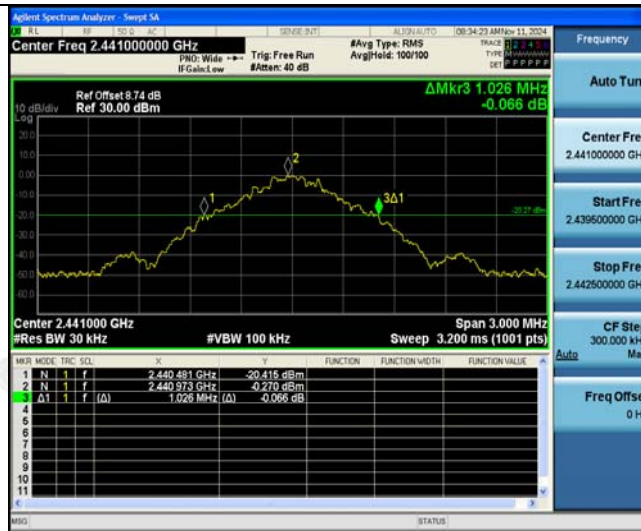 Agilent Spectrum Analyzer - Swept SA
RL RF 50 Ω AC SENSE:INT ALIGNAUTO 08:34:23 AM Nov 11, 2024
Center Freq 2.441000000 GHz
PNO: Wide
IFGain:Low
Trig: Free Run
#Atten: 40 dB
#Avg Type: RMS
Avg|Hold: 100/100
TRACE 1 2 3 4 5 6
TYPE
DET P P P P P P
Frequency
ΔMkr3 1.026 MHz
-0.066 dB
Ref Offset 8.74 dB
10 dB/div Ref 30.00 dBm
Log
20.0
10.0
0.00
-10.0
-20.0
-30.0
-40.0
-50.0
-60.0
1
2
3Δ1
-20.27 dBm
Center 2.441000 GHz Span 3.000 MHz
#Res BW 30 kHz #VBW 100 kHz Sweep 3.200 ms (1001 pts)
MKR MODE TRC SCL X Y FUNCTION FUNCTION WIDTH FUNCTION VALUE
1 N 1 f 2.440 481 GHz -20.415 dBm
2 N 1 f 2.440 973 GHz -0.270 dBm
3 Δ1 1 f (Δ) 1.026 MHz (Δ) -0.066 dB
4
5
6
7
8
9
10
11
MSG STATUS
Auto Tun
Center Fre
2.441000000 GH
Start Fre
2.439500000 GH
Stop Fre
2.442500000 GH
CF Ste
300.000 kH
Auto Ma
Freq Offse
0 H